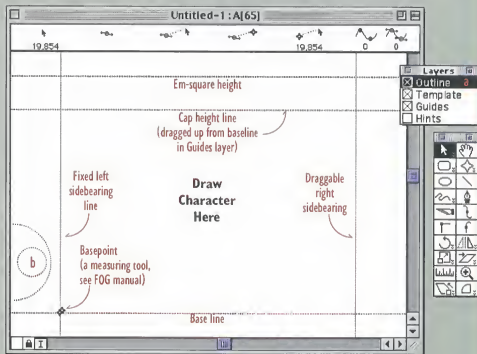 Untitled-1:A[65]
19,854
19,854
0
0
Em-square height
Cap height line
(dragged up from baseline
in Guides layer)
Layers
Outline a
Template
Guides
Hints
Fixed left
sidebearing
line
Draw
Character
Here
Draggable
right
sidebearing
b
Basepoint
(a measuring tool,
see FOG manual)
Base line